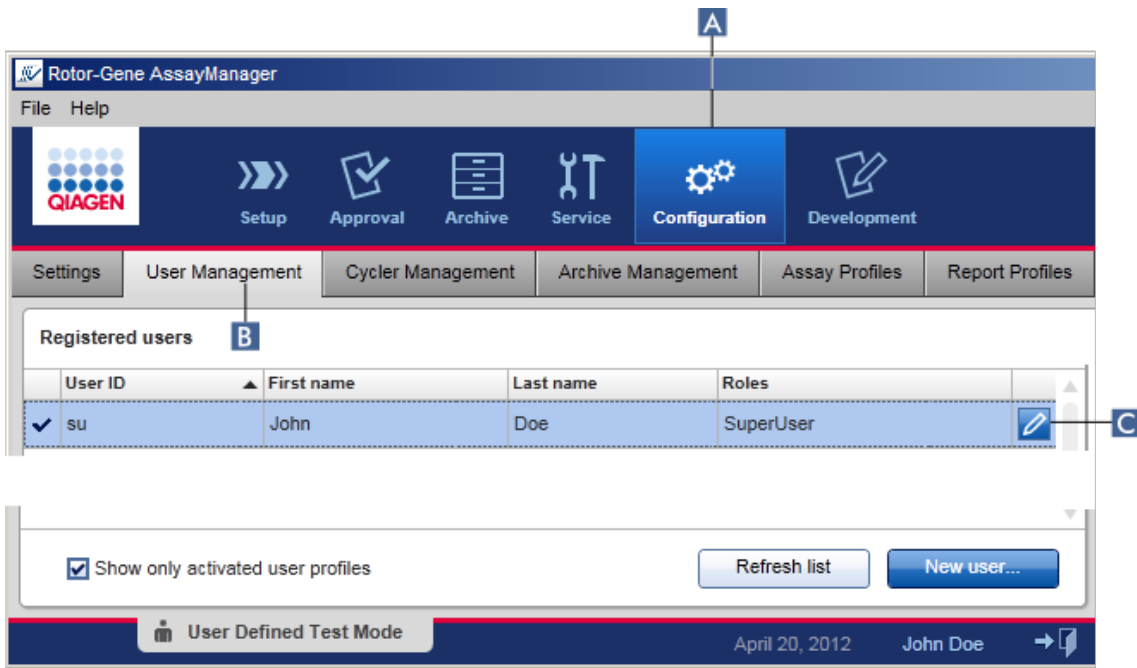 A
Rotor-Gene AssayManager
File Help
QIAGEN
Setup Approval Archive Service Configuration Development
Settings User Management Cycler Management Archive Management Assay Profiles Report Profiles
B
Registered users
User ID First name Last name Roles
su John Doe SuperUser
C
Show only activated user profiles Refresh list New user...
User Defined Test Mode April 20, 2012 John Doe